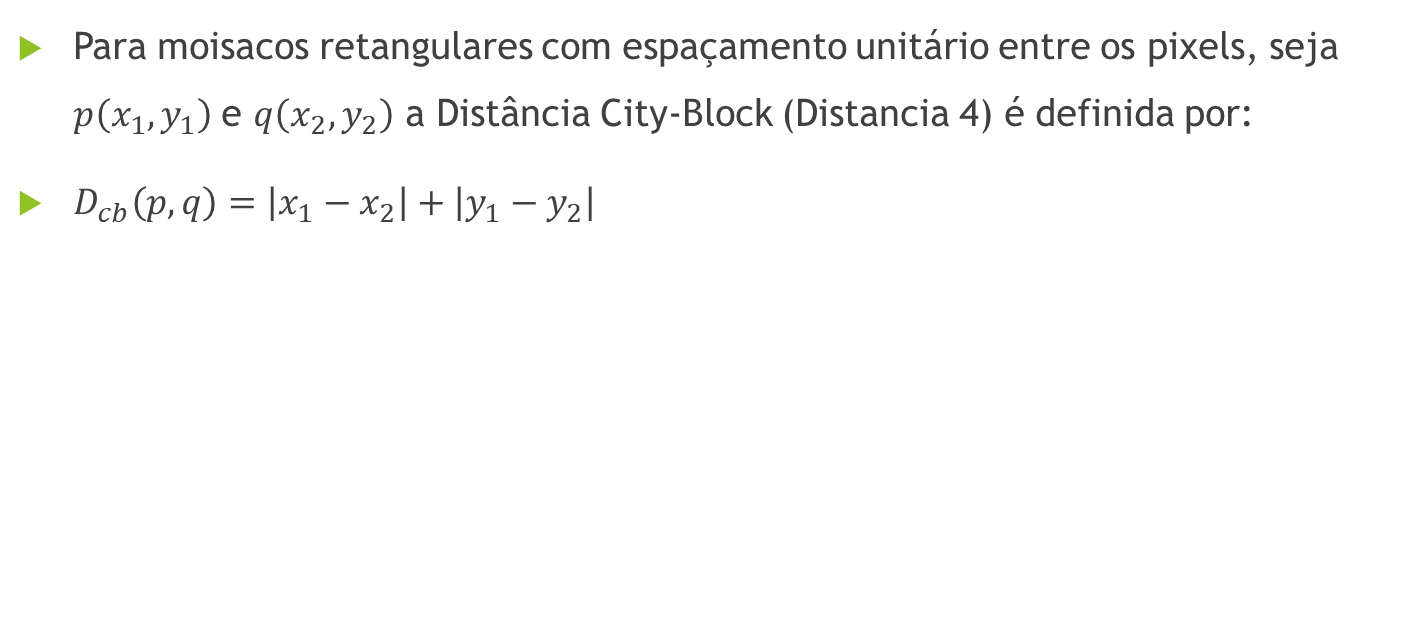 Para moisacos retangulares com espaçamento unitário entre os pixels, seja
p(x₁, y₁) e q(x₂, y₂) a Distância City-Block (Distancia 4) é definida por:
D_cb(p, q) = |x₁ − x₂| + |y₁ − y₂|